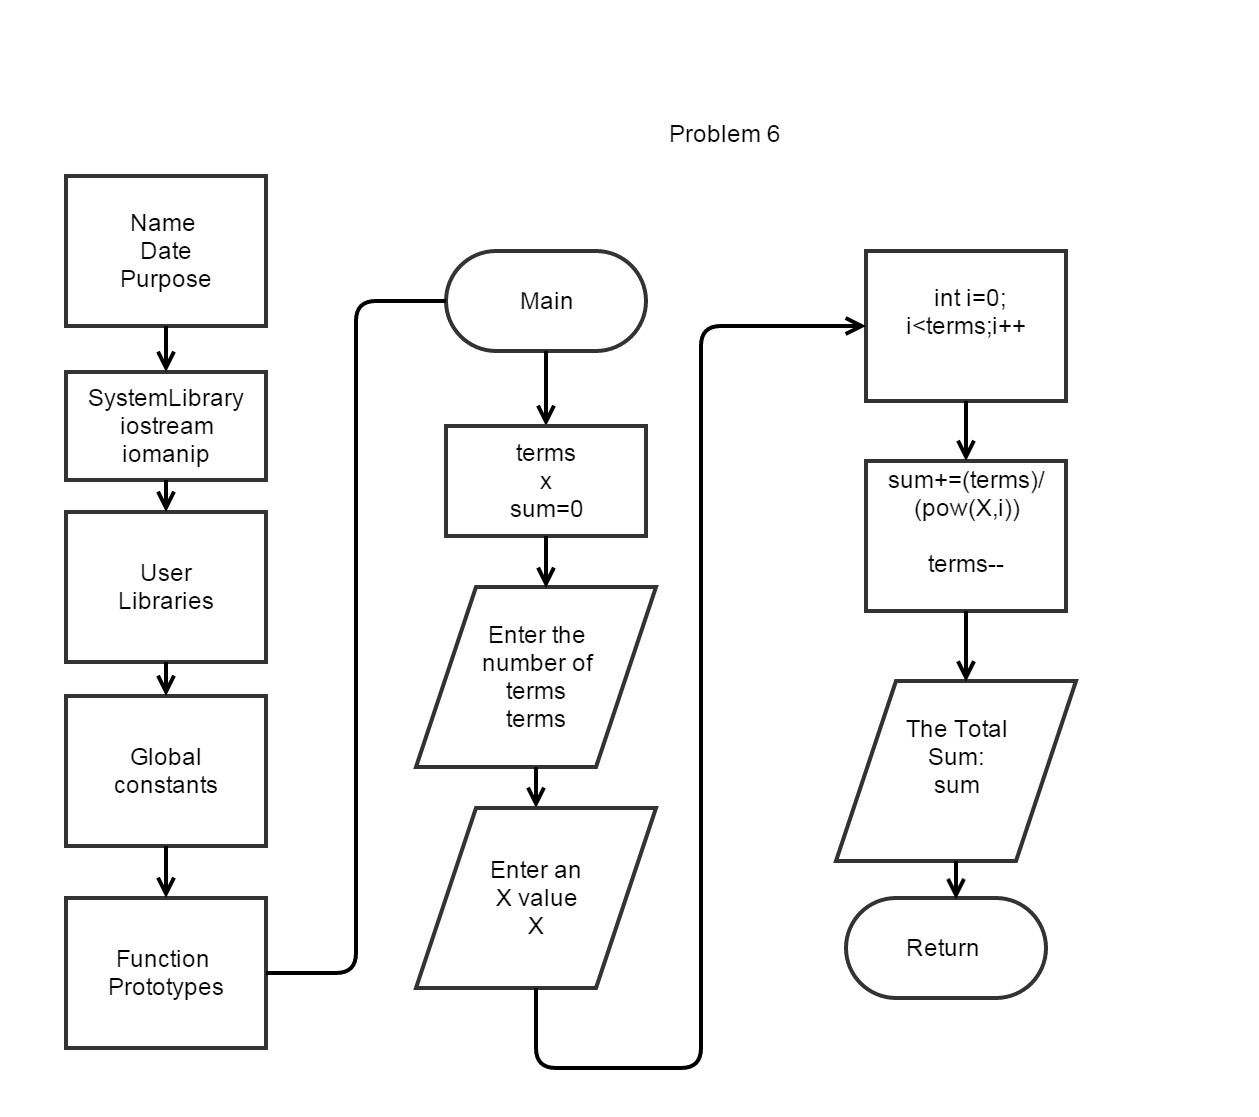 Problem 6
Name
Date
Purpose
SystemLibrary
iostream
iomanip
User
Libraries
Global
constants
Function
Prototypes
Main
terms
x
sum=0
Enter the
number of
terms
terms
Enter an
X value
X
int i=0;
i<terms;i++
sum+=(terms)/
(pow(X,i))
terms--
The Total
Sum:
sum
Return